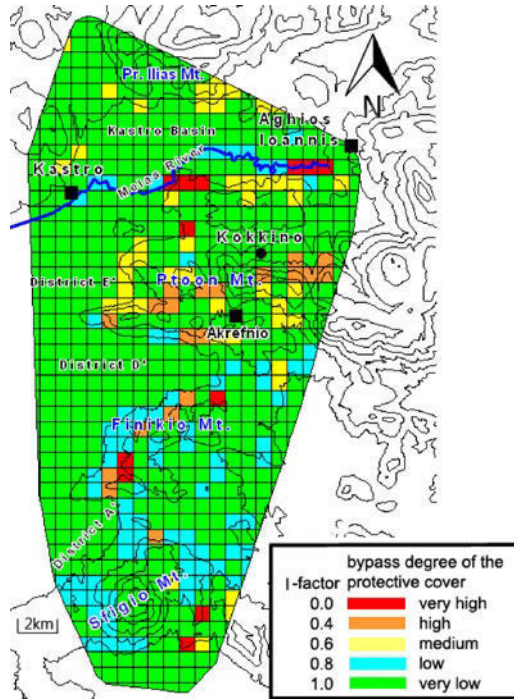 Pr. Ilias Mt.
Aghios
Ioannis
N
Kastro Basin
Melas River
Kastro
Kokkino
District E'
Ptoon Mt.
Akrefnio
District D'
Finikio Mt.
District A'
Sfigio Mt.
2km
bypass degree of the
I-factor protective cover
0.0 very high
0.4 high
0.6 medium
0.8 low
1.0 very low